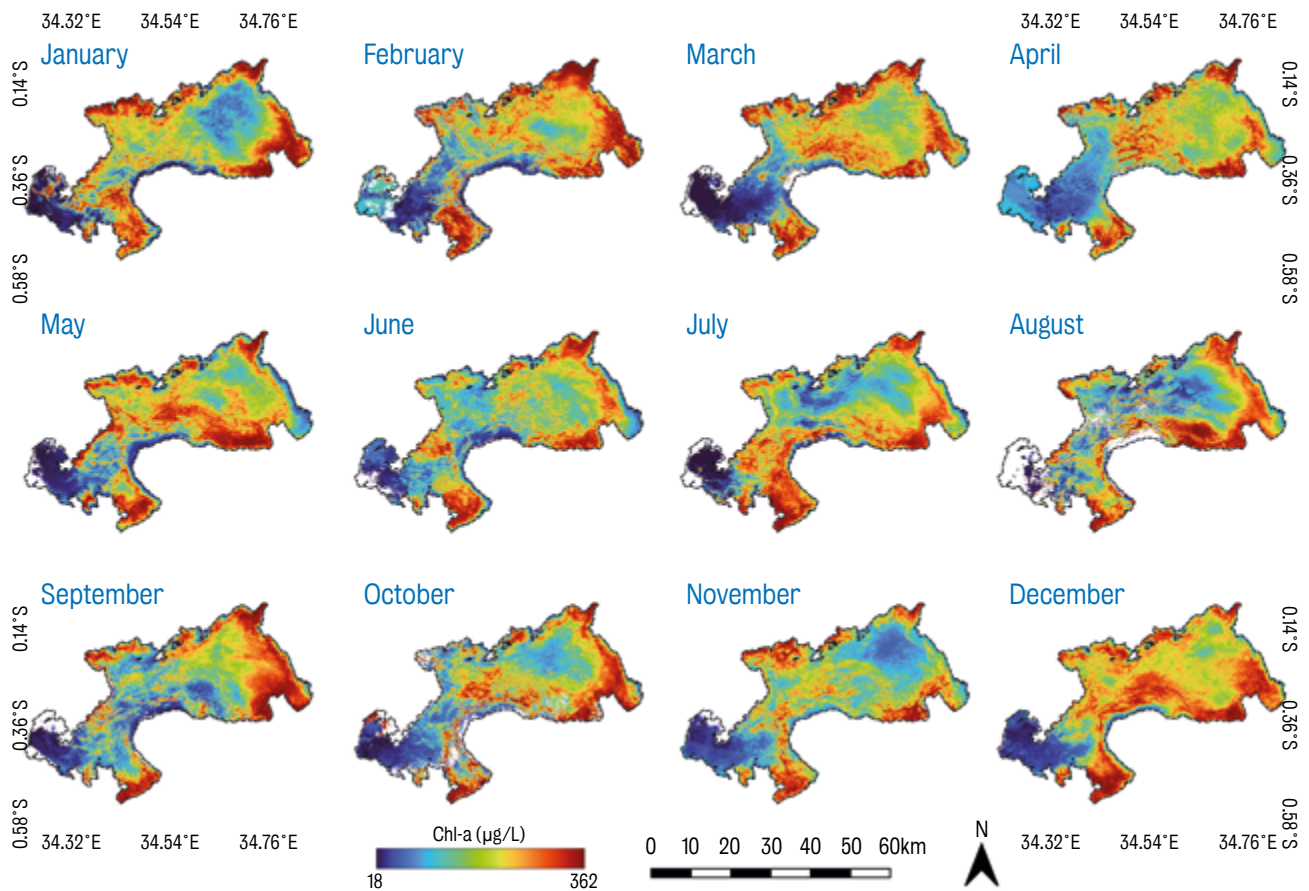 34.32°E 34.54°E 34.76°E 34.32°E 34.54°E 34.76°E
January February March April
0.14°S 0.14°S
0.36°S 0.36°S
0.58°S 0.58°S
May June July August
September October November December
0.14°S 0.14°S
0.36°S 0.36°S
0.58°S 0.58°S
34.32°E 34.54°E 34.76°E 34.32°E 34.54°E 34.76°E
Chl-a (µg/L)
18 362
0 10 20 30 40 50 60km
N